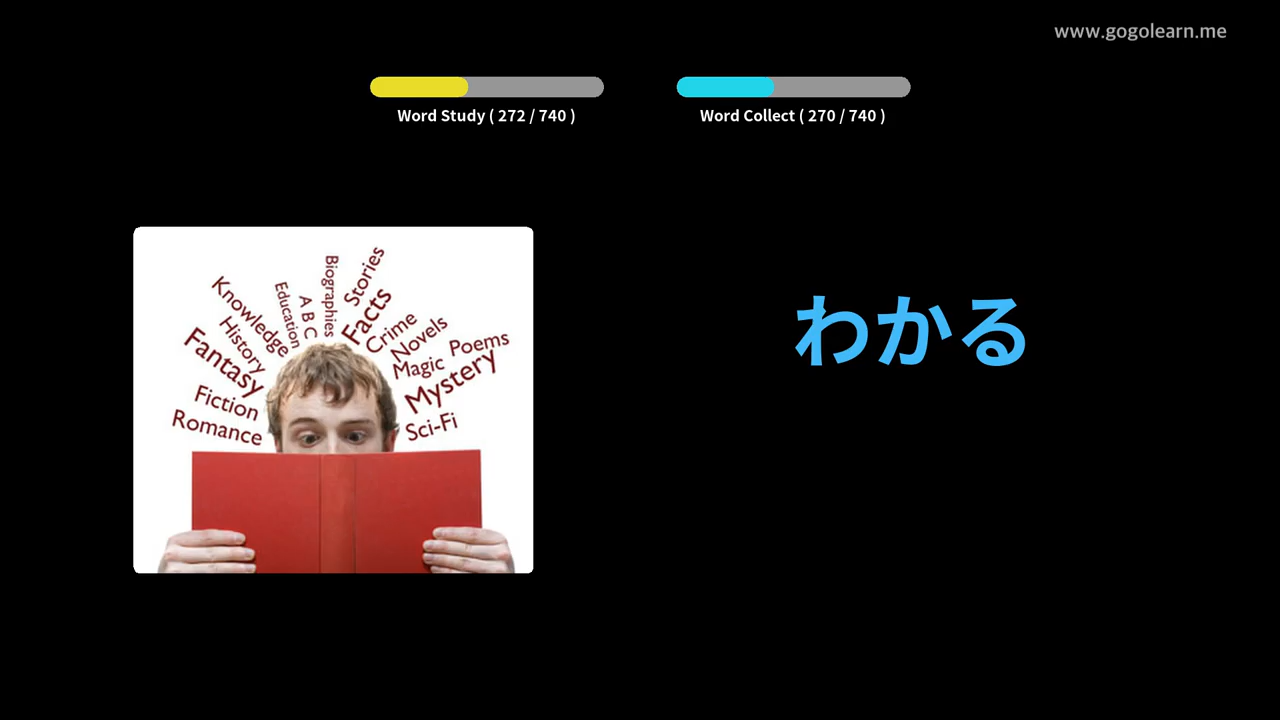 www.gogolearn.me
Word Study ( 272 / 740 )
Word Collect ( 270 / 740 )
Knowledge
Education
A B C
Biographies
Stories
Facts
Crime
Novels
Poems
Magic
Mystery
Sci-Fi
History
Fantasy
Fiction
Romance
わかる